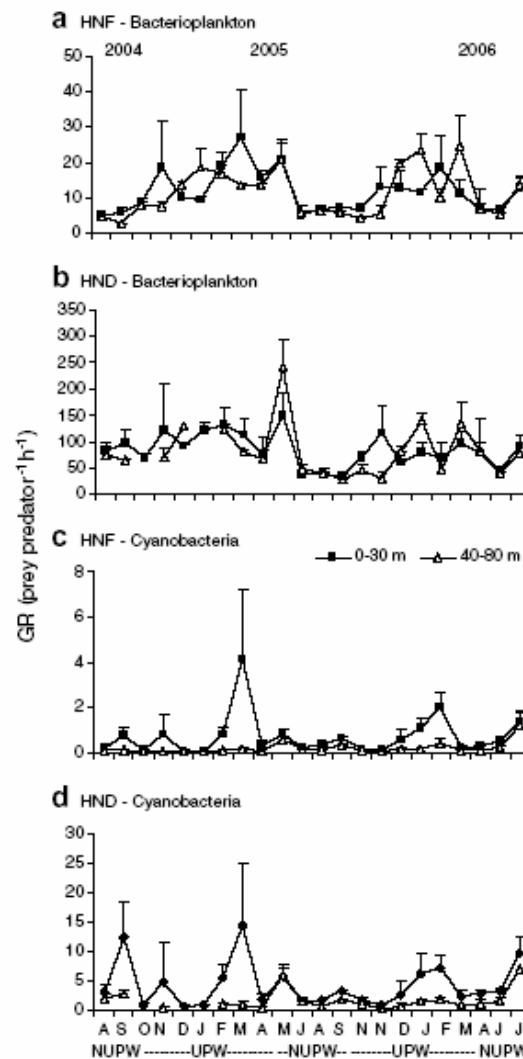 a HNF - Bacterioplankton
2004 2005 2006
50
40
30
20
10
0
b HND - Bacterioplankton
350
300
250
200
150
100
50
0
GR (prey predator-1h-1)
c HNF - Cyanobacteria
0-30 m 40-80 m
8
6
4
2
0
d HND - Cyanobacteria
30
25
20
15
10
5
0
A S O N D J F M A M J A S O N D J F M A J J
NUPW ---------UPW--------- --NUPW-- -------UPW-------- NUPW